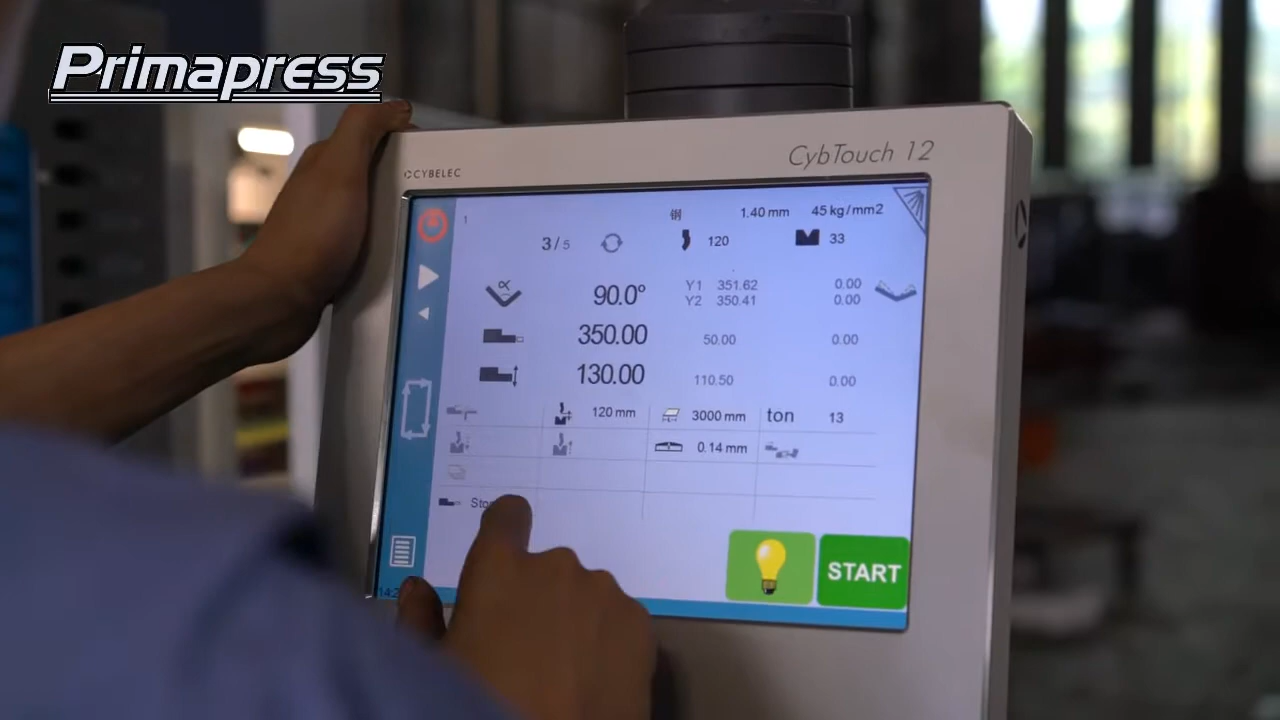 Primapress
CYBELEC
CybTouch 12
1
钢 1.40 mm 45 kg/mm2
3/5 120 33
α 90.0° Y1 351.62 0.00
Y2 350.41 0.00
350.00 50.00 0.00
130.00 110.50 0.00
120 mm 3000 mm ton 13
0.14 mm
START